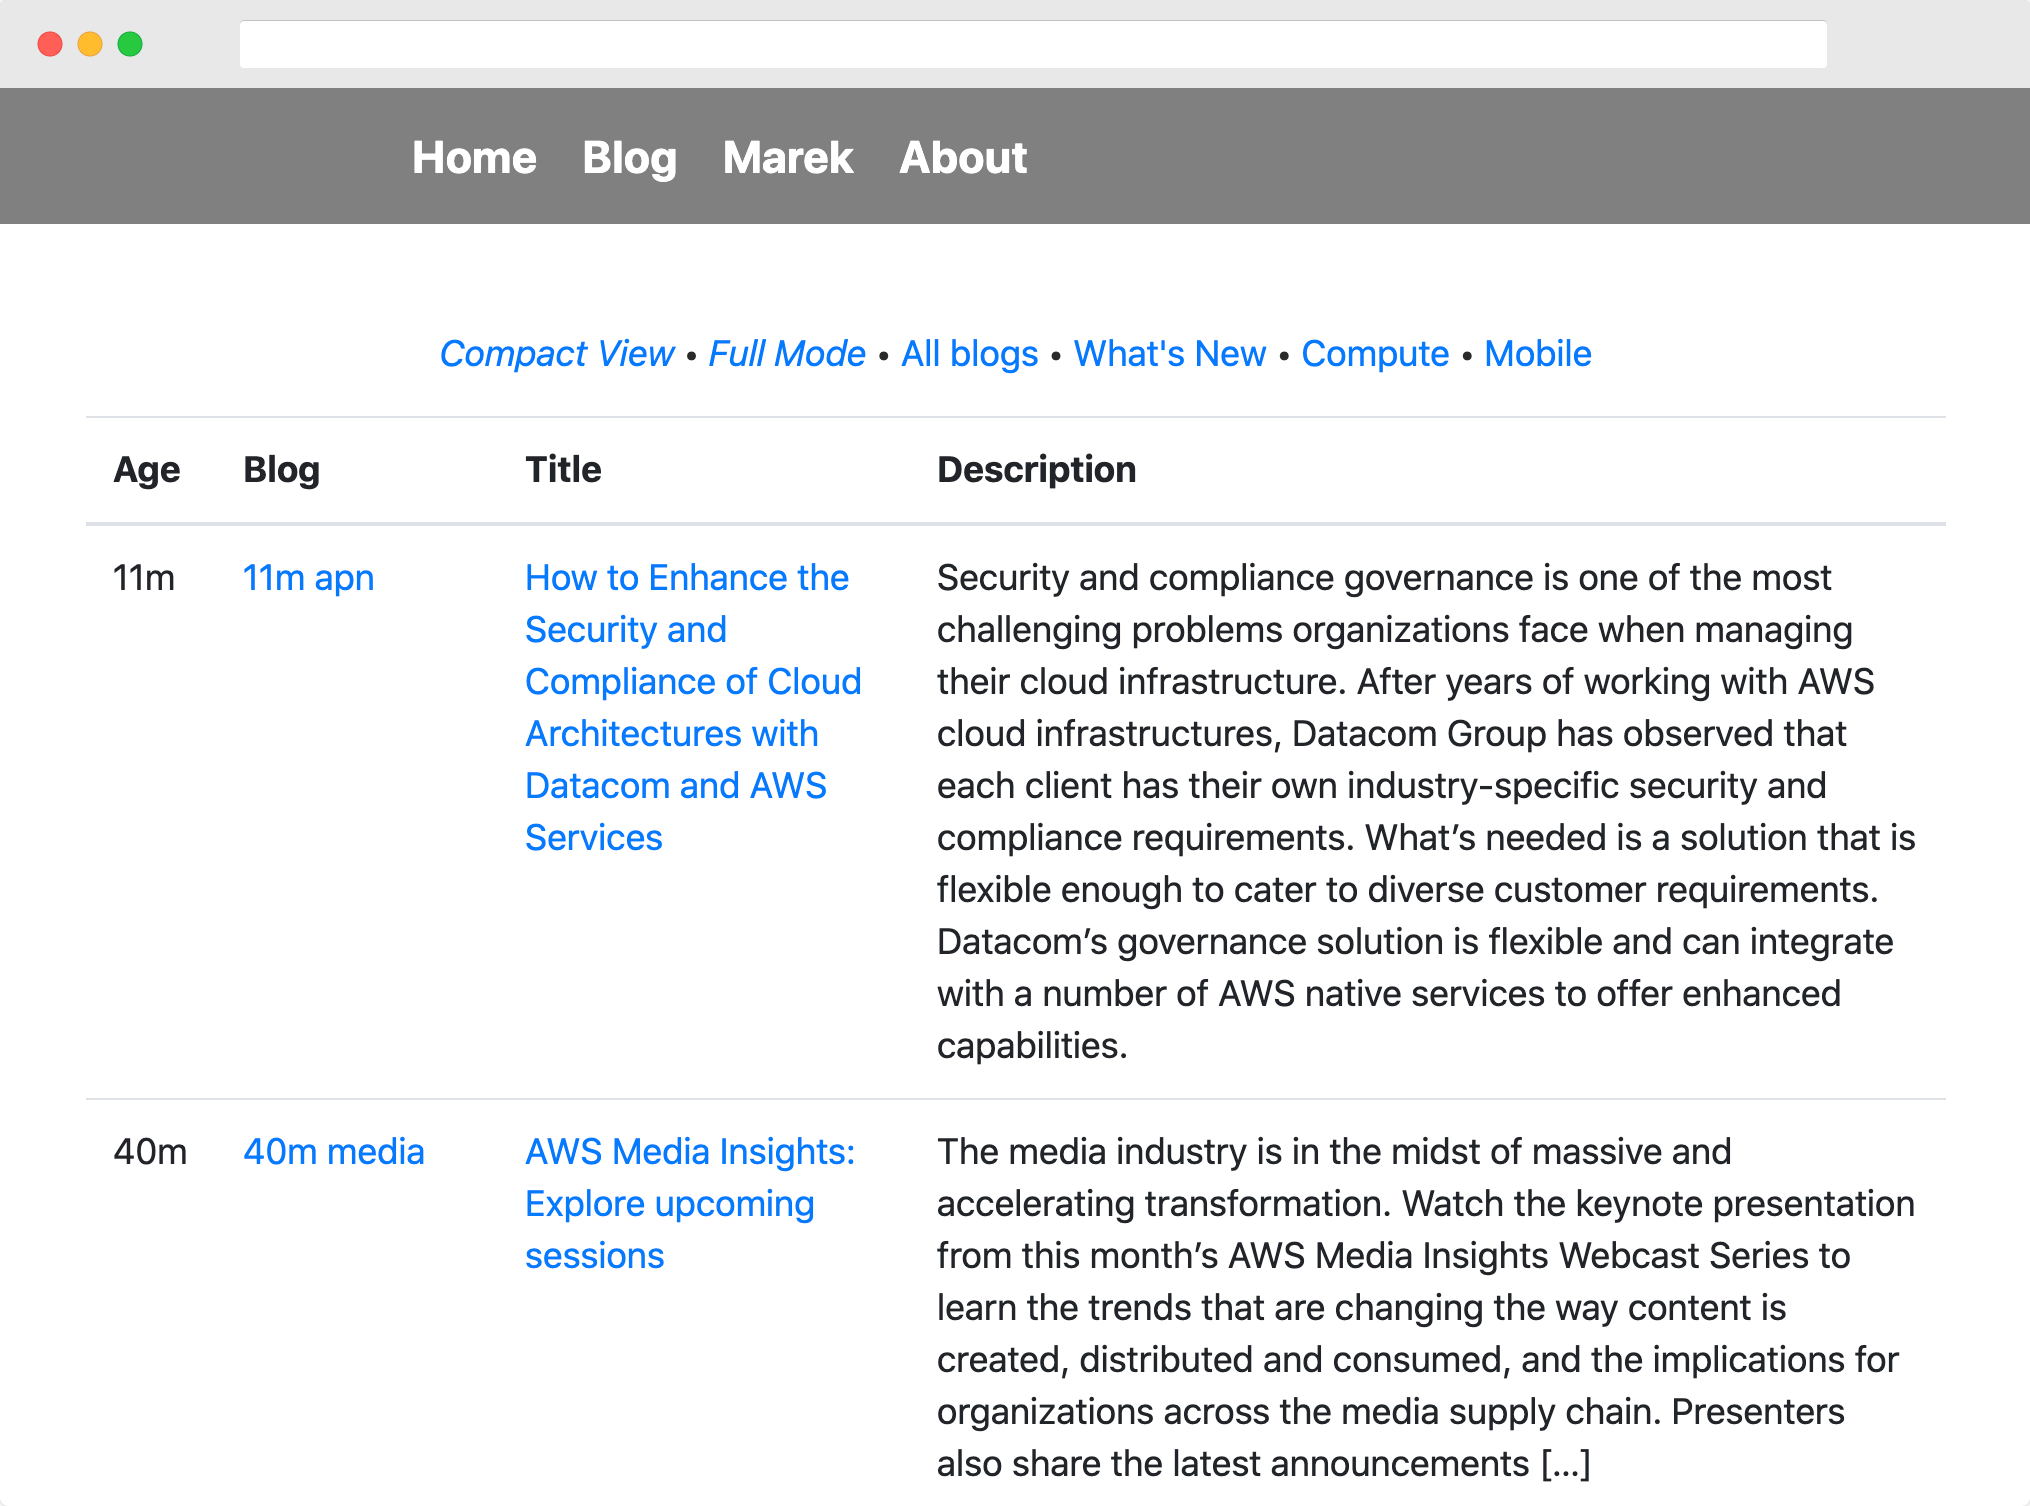 Home Blog Marek About
Compact View • Full Mode • All blogs • What's New • Compute • Mobile
Age Blog Title Description
11m 11m apn How to Enhance the Security and compliance governance is one of the most
Security and challenging problems organizations face when managing
Compliance of Cloud their cloud infrastructure. After years of working with AWS
Architectures with cloud infrastructures, Datacom Group has observed that
Datacom and AWS each client has their own industry-specific security and
Services compliance requirements. What’s needed is a solution that is
flexible enough to cater to diverse customer requirements.
Datacom’s governance solution is flexible and can integrate
with a number of AWS native services to offer enhanced
capabilities.
40m 40m media AWS Media Insights: The media industry is in the midst of massive and
Explore upcoming accelerating transformation. Watch the keynote presentation
sessions from this month’s AWS Media Insights Webcast Series to
learn the trends that are changing the way content is
created, distributed and consumed, and the implications for
organizations across the media supply chain. Presenters
also share the latest announcements [...]